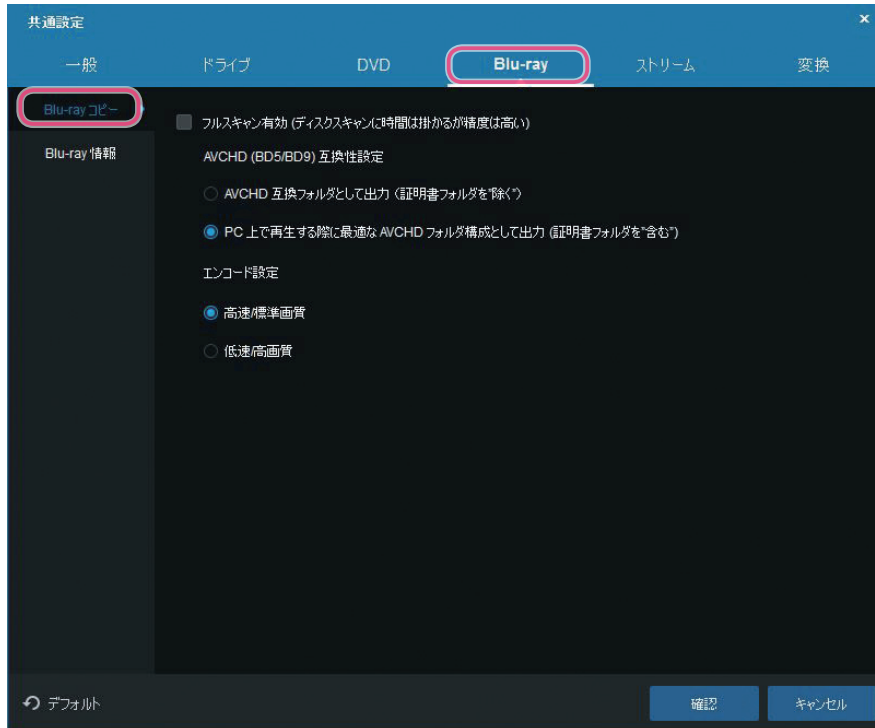 共通設定
×
一般 ドライブ DVD Blu-ray ストリーム 変換
Blu-ray コピー
Blu-ray 情報
フルスキャン有効 (ディスクスキャンに時間は掛かるが精度は高い)
AVCHD (BD5/BD9) 互換性設定
AVCHD 互換フォルダとして出力 (証明書フォルダを"除く")
PC 上で再生する際に最適な AVCHD フォルダ構成として出力 (証明書フォルダを"含む")
エンコード設定
高速/標準画質
低速/高画質
デフォルト
確認 キャンセル